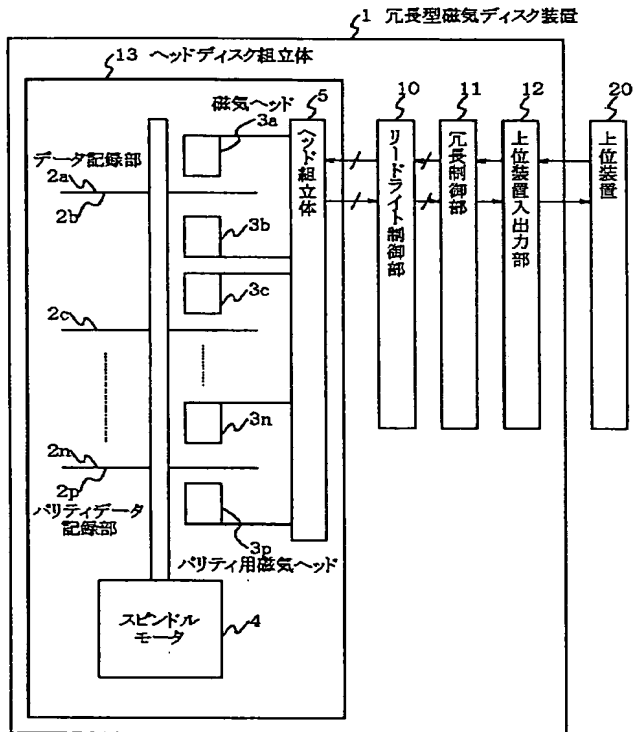 1 冗長型磁気ディスク装置
13 ヘッドディスク組立体
磁気ヘッド
3a
5
ヘッド組立体
10
リードライト制御部
11
冗長制御部
12
上位装置入出力部
20
上位装置
データ記録部
2a
2b
3b
3c
2c
3n
2n
2p
パリティデータ
記録部
3p
パリティ用磁気ヘッド
スピンドル
モータ
4